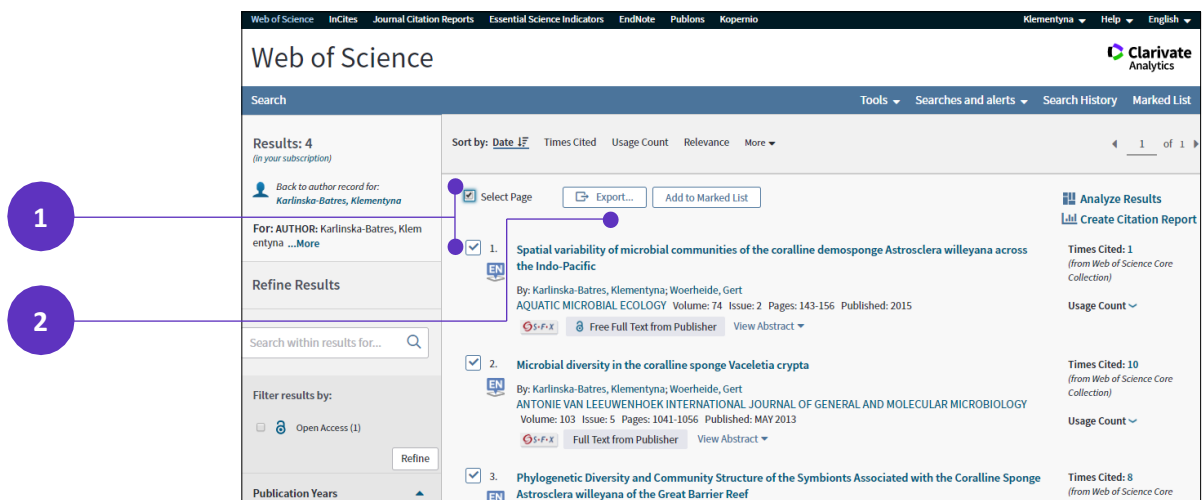 Web of Science InCites Journal Citation Reports Essential Science Indicators EndNote Publons Kopernio Klementyna Help English
Web of Science
Clarivate
Analytics
Search Tools Searches and alerts Search History Marked List
Results: 4
(in your subscription)
Back to author record for:
Karlinska-Batres, Klementyna
For: AUTHOR: Karlinska-Batres, Klem
entyna ...More
Refine Results
Search within results for...
Filter results by:
Open Access (1)
Refine
Publication Years
Sort by: Date Times Cited Usage Count Relevance More
1 of 1
Select Page Export... Add to Marked List
Analyze Results
Create Citation Report
1. Spatial variability of microbial communities of the coralline demosponge Astrosclera willeyana across
the Indo-Pacific
EN
By: Karlinska-Batres, Klementyna; Woerheide, Gert
AQUATIC MICROBIAL ECOLOGY Volume: 74 Issue: 2 Pages: 143-156 Published: 2015
S·F·X Free Full Text from Publisher View Abstract
Times Cited: 1
(from Web of Science Core
Collection)
Usage Count
2. Microbial diversity in the coralline sponge Vaceletia crypta
EN
By: Karlinska-Batres, Klementyna; Woerheide, Gert
ANTONIE VAN LEEUWENHOEK INTERNATIONAL JOURNAL OF GENERAL AND MOLECULAR MICROBIOLOGY
Volume: 103 Issue: 5 Pages: 1041-1056 Published: MAY 2013
S·F·X Full Text from Publisher View Abstract
Times Cited: 10
(from Web of Science Core
Collection)
Usage Count
3. Phylogenetic Diversity and Community Structure of the Symbionts Associated with the Coralline Sponge
Astrosclera willeyana of the Great Barrier Reef
EN
Times Cited: 8
(from Web of Science Core
1
2